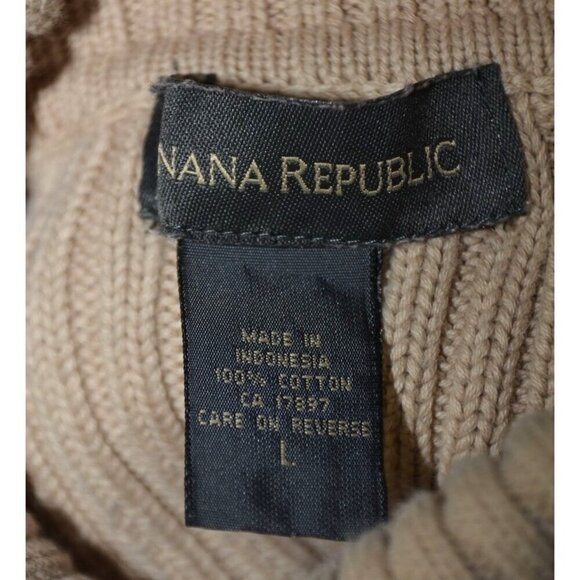 NANA REPUBLIC
MADE IN
INDONESIA
100% COTTON
CA 17897
CARE ON REVERSE
L